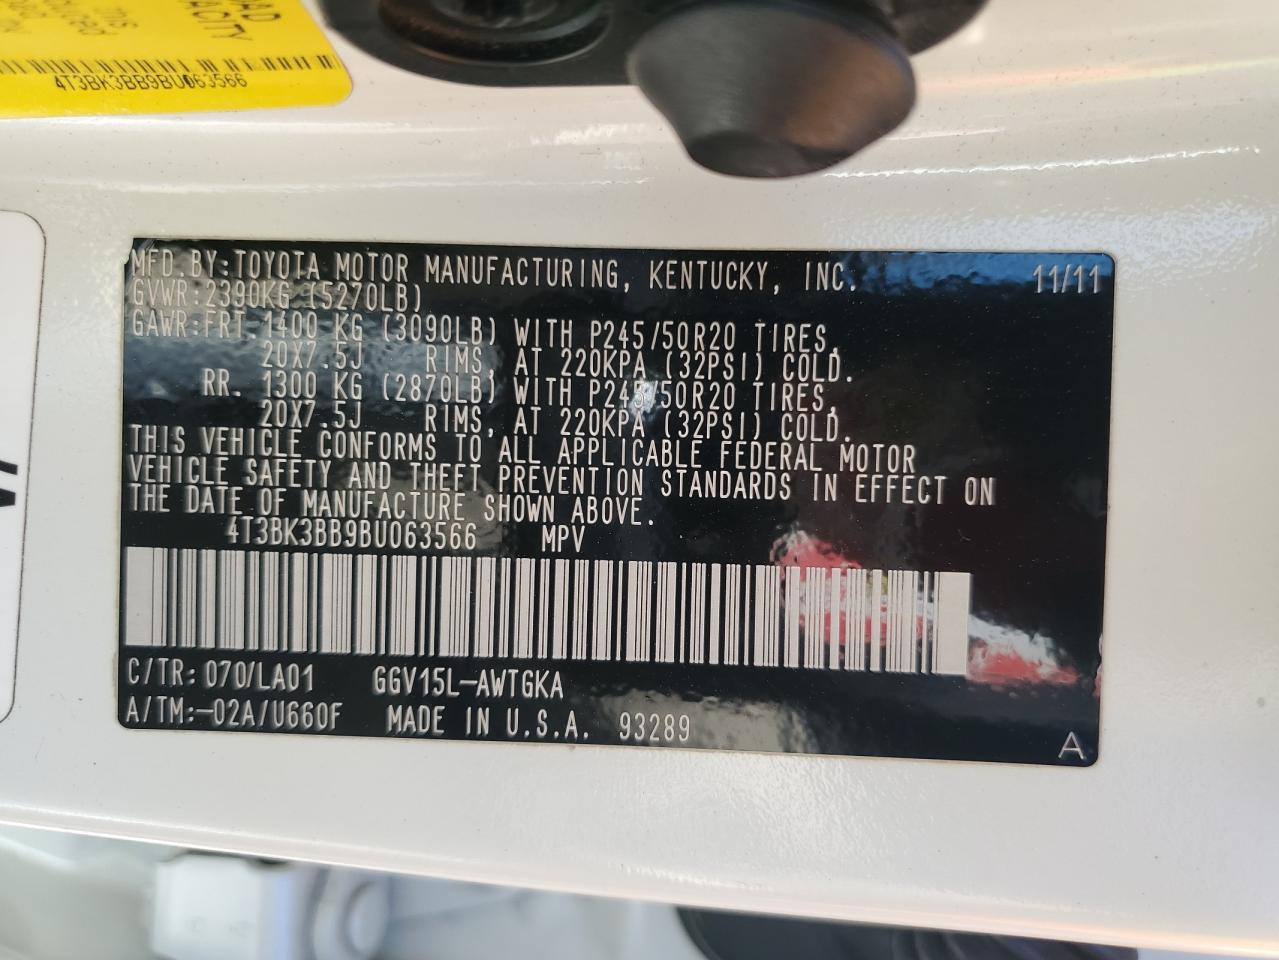 LOAD
CAPACITY
4T3BK3BB9BU063566
MFD.BY:TOYOTA MOTOR MANUFACTURING, KENTUCKY, INC. 11/11
GVWR:2390KG (5270LB)
GAWR:FRT.1400 KG (3090LB) WITH P245/50R20 TIRES,
20X7.5J RIMS, AT 220KPA (32PSI) COLD.
RR. 1300 KG (2870LB) WITH P245/50R20 TIRES,
20X7.5J RIMS, AT 220KPA (32PSI) COLD.
THIS VEHICLE CONFORMS TO ALL APPLICABLE FEDERAL MOTOR
VEHICLE SAFETY AND THEFT PREVENTION STANDARDS IN EFFECT ON
THE DATE OF MANUFACTURE SHOWN ABOVE.
4T3BK3BB9BU063566 MPV
C/TR:070/LA01 GGV15L-AWTGKA
A/TM:-02A/U660F MADE IN U.S.A. 93289
A